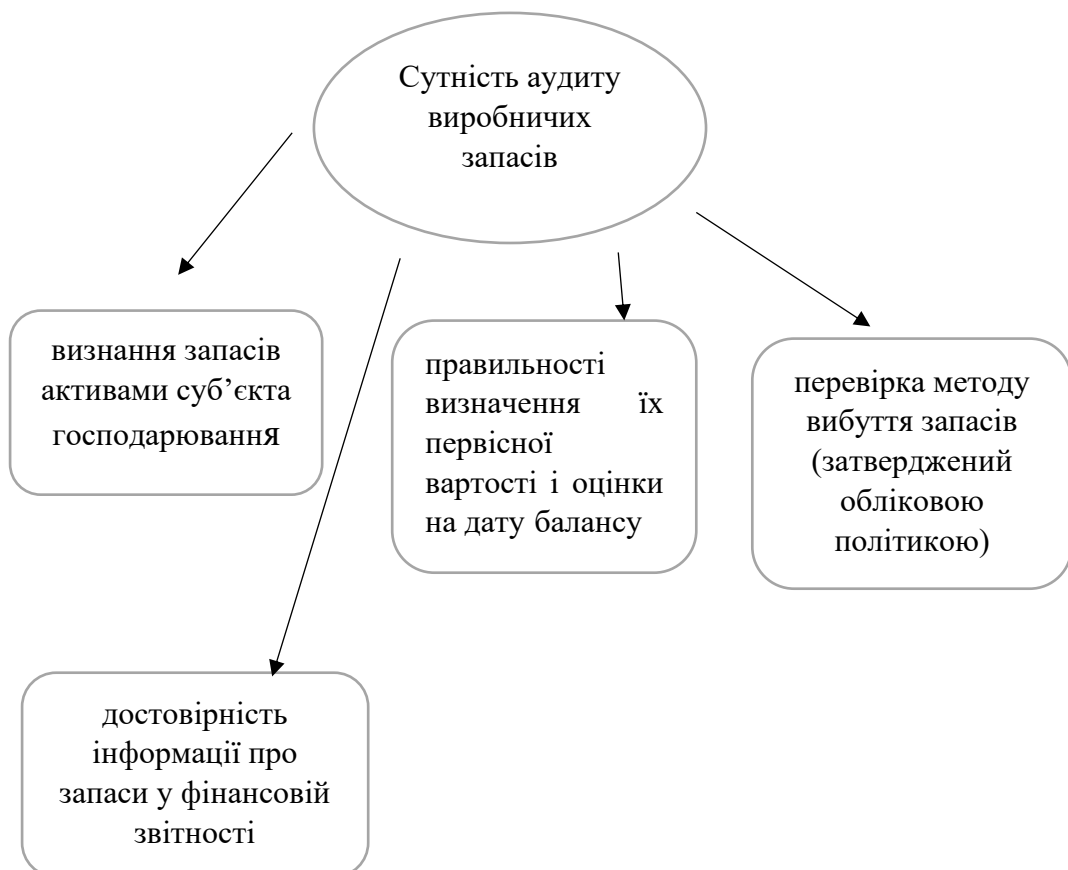 Сутність аудиту
виробничих
запасів
визнання запасів
активами суб’єкта
господарювання
правильності
визначення їх
первісної
вартості і оцінки
на дату балансу
перевірка методу
вибуття запасів
(затверджений
обліковою
політикою)
достовірність
інформації про
запаси у фінансовій
звітності